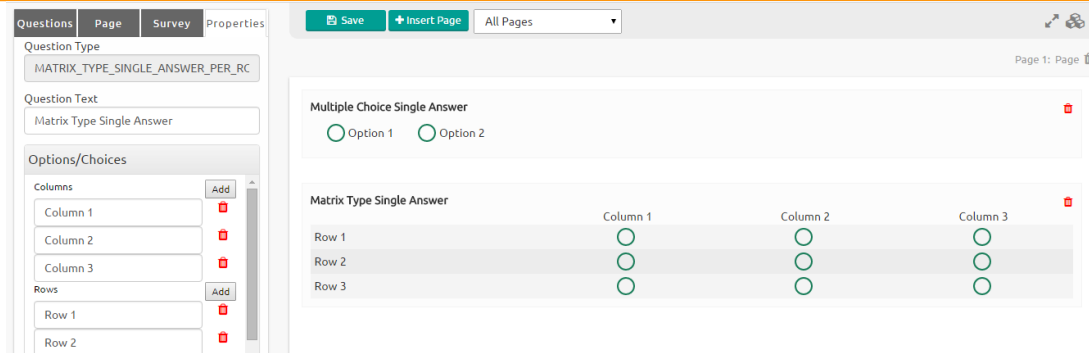 Questions Page Survey Properties
Save Insert Page All Pages
Question Type
MATRIX_TYPE_SINGLE_ANSWER_PER_RC
Question Text
Matrix Type Single Answer
Options/Choices
Columns Add
Column 1
Column 2
Column 3
Rows Add
Row 1
Row 2
Page 1: Page
Multiple Choice Single Answer
Option 1 Option 2
Matrix Type Single Answer
Column 1 Column 2 Column 3
Row 1
Row 2
Row 3